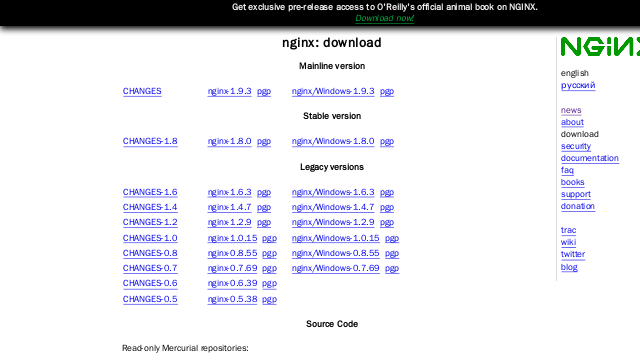 Get exclusive pre-release access to O'Reilly's official animal book on NGINX.
Download now!
nginx: download
Mainline version
CHANGES nginx-1.9.3 pgp nginx/Windows-1.9.3 pgp
Stable version
CHANGES-1.8 nginx-1.8.0 pgp nginx/Windows-1.8.0 pgp
Legacy versions
CHANGES-1.6 nginx-1.6.3 pgp nginx/Windows-1.6.3 pgp
CHANGES-1.4 nginx-1.4.7 pgp nginx/Windows-1.4.7 pgp
CHANGES-1.2 nginx-1.2.9 pgp nginx/Windows-1.2.9 pgp
CHANGES-1.0 nginx-1.0.15 pgp nginx/Windows-1.0.15 pgp
CHANGES-0.8 nginx-0.8.55 pgp nginx/Windows-0.8.55 pgp
CHANGES-0.7 nginx-0.7.69 pgp nginx/Windows-0.7.69 pgp
CHANGES-0.6 nginx-0.6.39 pgp
CHANGES-0.5 nginx-0.5.38 pgp
Source Code
Read-only Mercurial repositories:
NGINX
english
русский
news
about
download
security
documentation
faq
books
support
donation
trac
wiki
twitter
blog